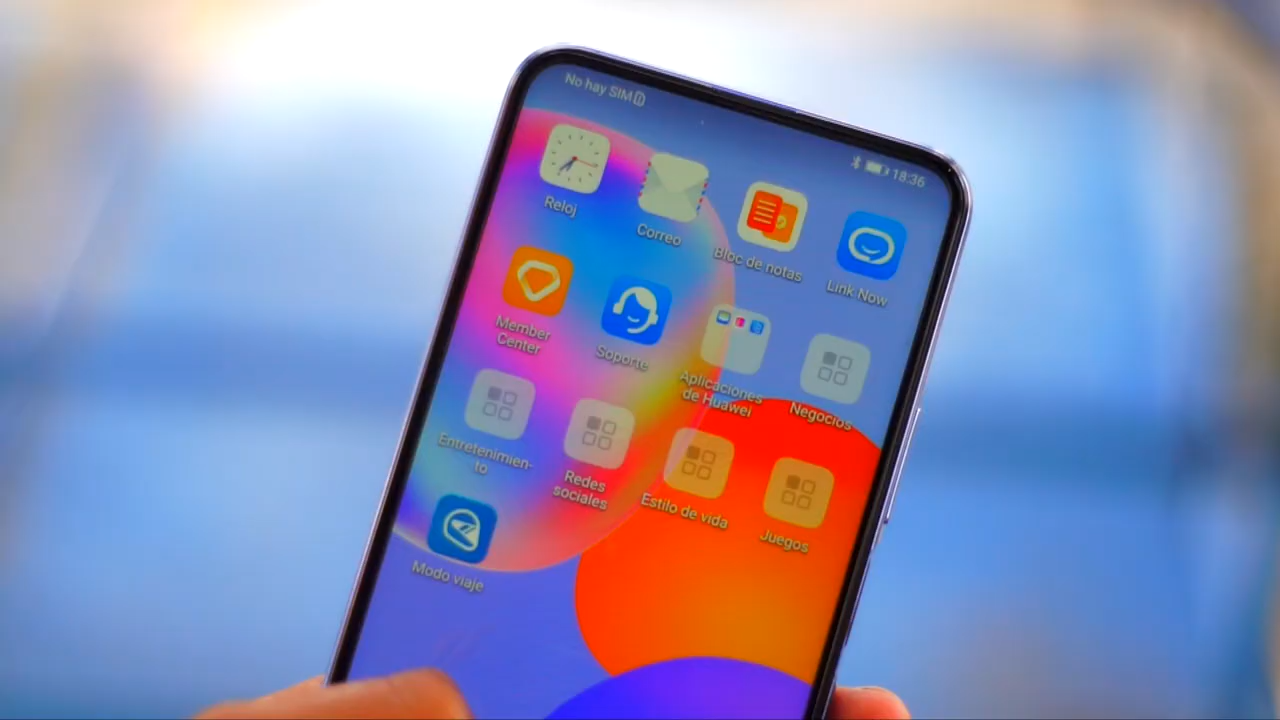 No hay SIM
18:36
Reloj
Correo
Bloc de notas
Link Now
Member
Center
Soporte
Aplicaciones
de Huawei
Negocios
Entretenimien-
to
Redes
sociales
Estilo de vida
Juegos
Modo viaje